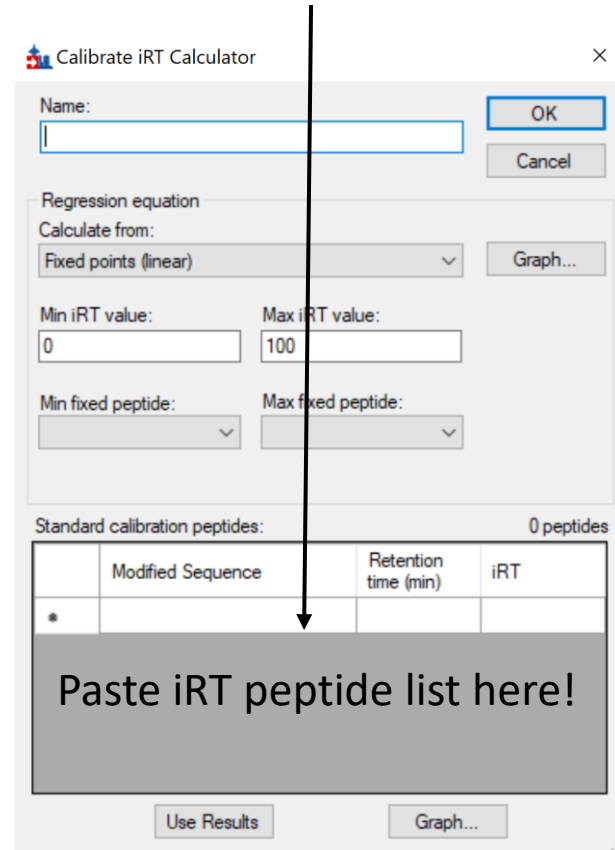 Calibrate iRT Calculator
Name:
OK
Cancel
Regression equation
Calculate from:
Fixed points (linear)
Graph...
Min iRT value: Max iRT value:
0 100
Min fixed peptide: Max fixed peptide:
Standard calibration peptides: 0 peptides
Modified Sequence Retention time (min) iRT
*
Paste iRT peptide list here!
Use Results Graph...